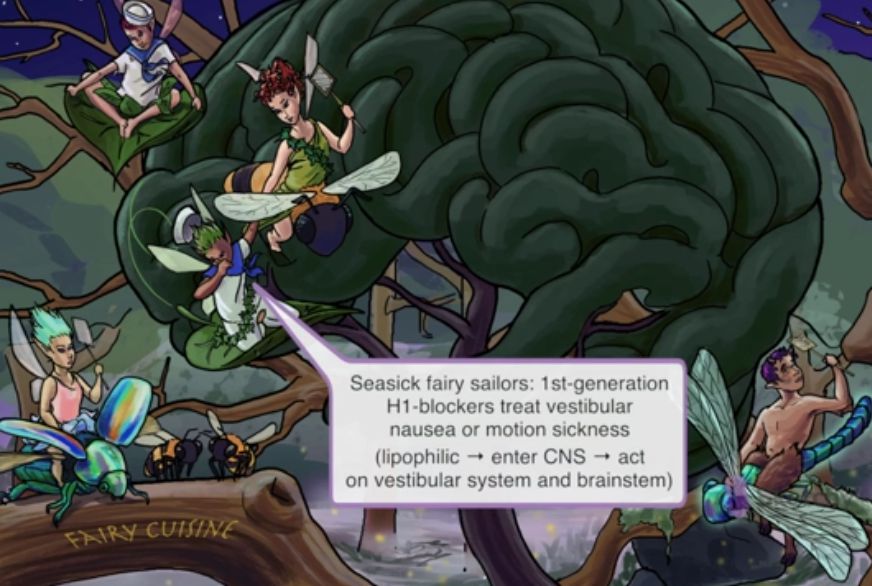 Seasick fairy sailors: 1st-generation
H1-blockers treat vestibular
nausea or motion sickness
(lipophilic → enter CNS → act
on vestibular system and brainstem)
FAIRY CUISINE